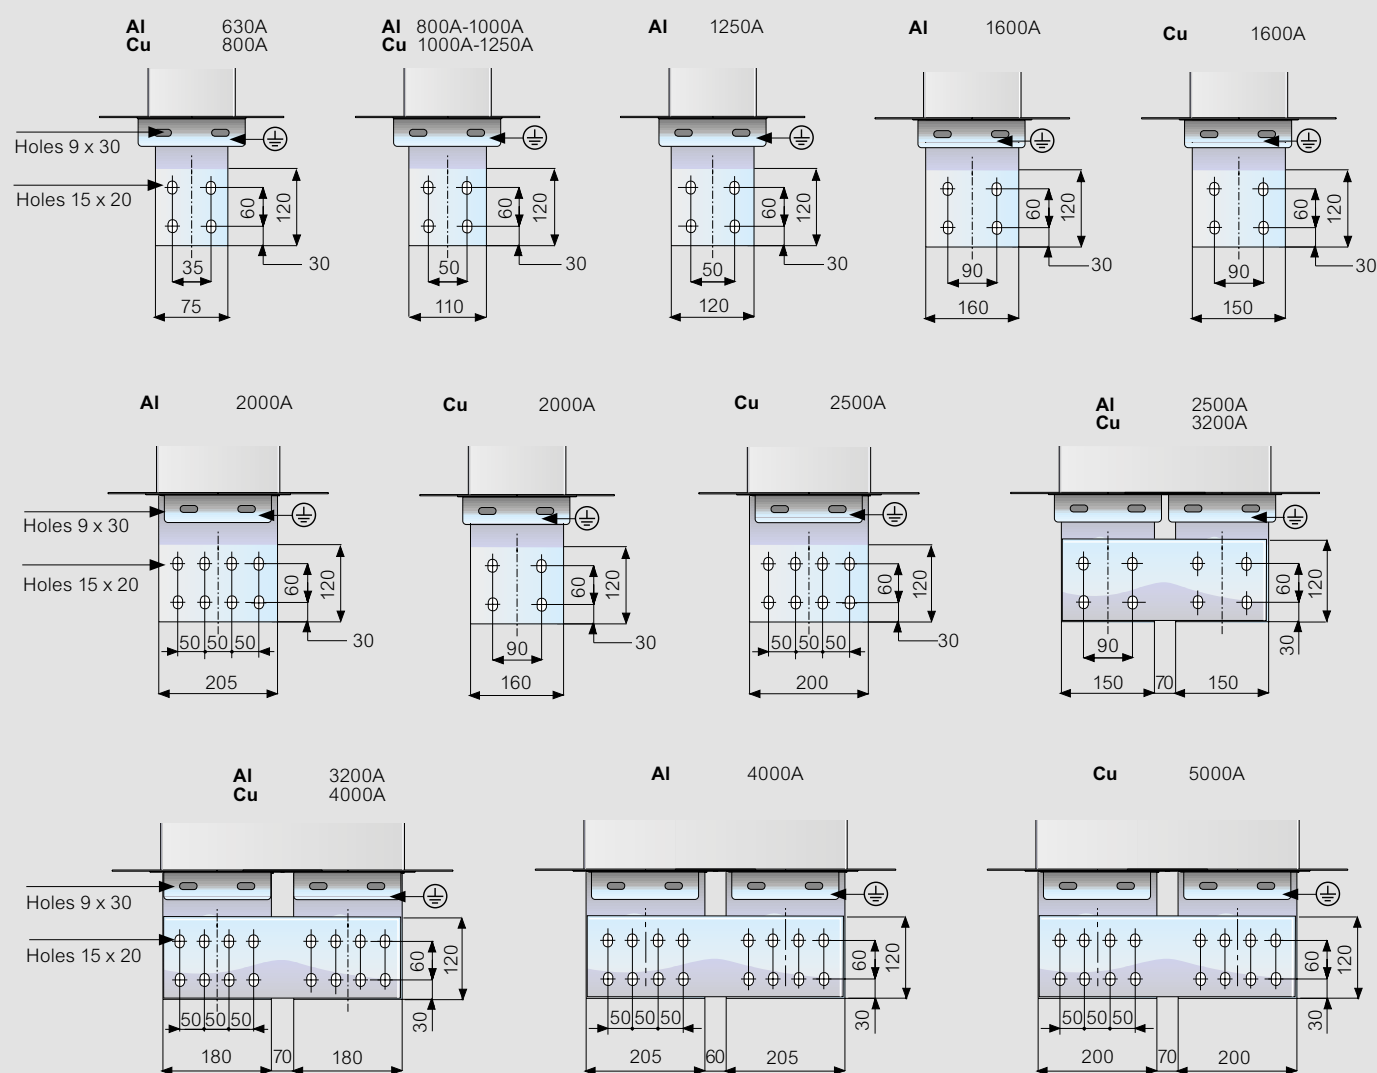 Al 630A
Cu 800A
Al 800A-1000A
Cu 1000A-1250A
Al 1250A
Al 1600A
Cu 1600A
Holes 9 x 30
Holes 15 x 20
60
120
30
35
75
60
120
30
50
110
60
120
30
50
120
60
120
30
90
160
60
120
30
90
150
Al 2000A
Cu 2000A
Cu 2500A
Al 2500A
Cu 3200A
Holes 9 x 30
Holes 15 x 20
60
120
30
50 50 50
205
60
120
30
90
160
60
120
30
50 50 50
200
60
120
30
90
150 70 150
Al 3200A
Cu 4000A
Al 4000A
Cu 5000A
Holes 9 x 30
Holes 15 x 20
60
120
30
50 50 50
180 70 180
60
120
30
50 50 50
205 60 205
60
120
30
50 50 50
200 70 200